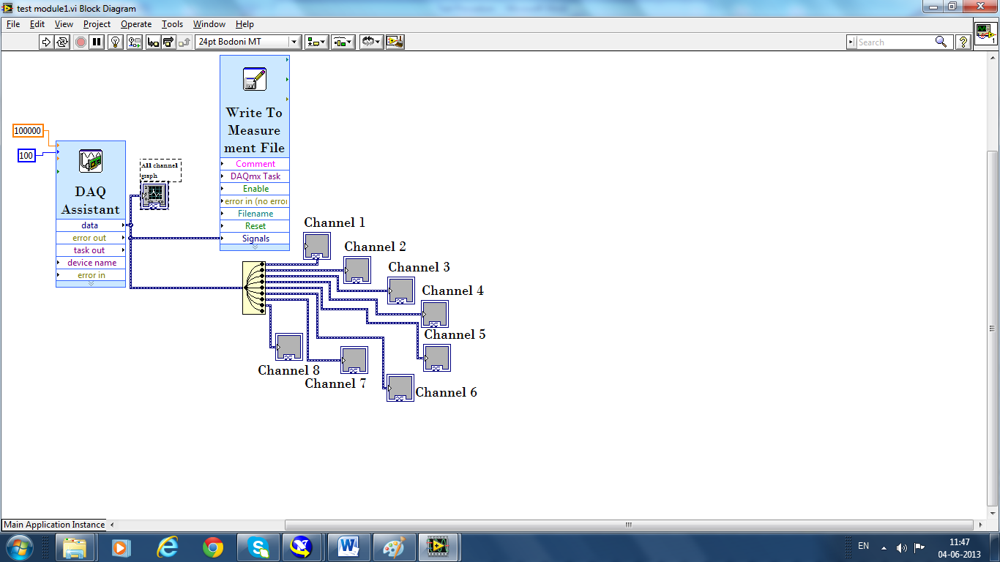 test module1.vi Block Diagram
File Edit View Project Operate Tools Window Help
24pt Bodoni MT
Search
1
Write To
Measure
ment File
Comment
DAQmx Task
Enable
error in (no erro
Filename
Reset
Signals
100000
100
DAQ
Assistant
data
error out
task out
device name
error in
All channel
graph
Channel 1
Channel 2
Channel 3
Channel 4
Channel 5
Channel 8
Channel 7
Channel 6
Main Application Instance
EN
11:47
04-06-2013